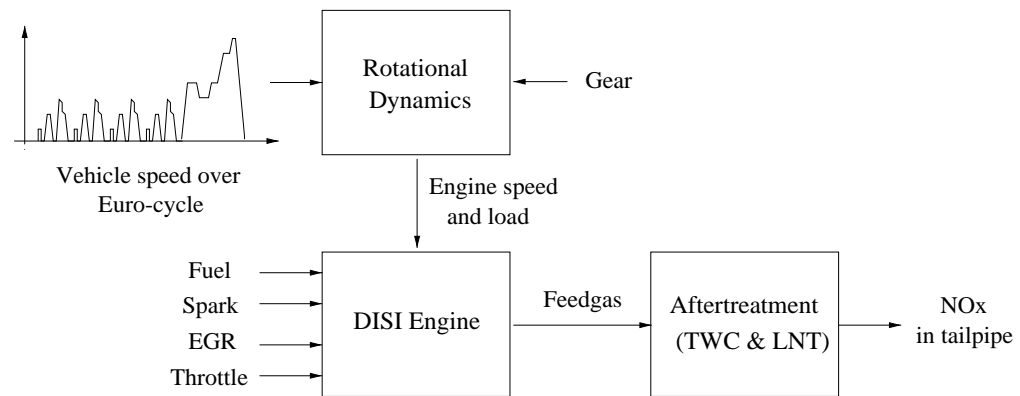 Rotational
Dynamics
Gear
Vehicle speed over
Euro-cycle
Engine speed
and load
Fuel
Spark
EGR
Throttle
DISI Engine
Feedgas
Aftertreatment
(TWC & LNT)
NOx
in tailpipe